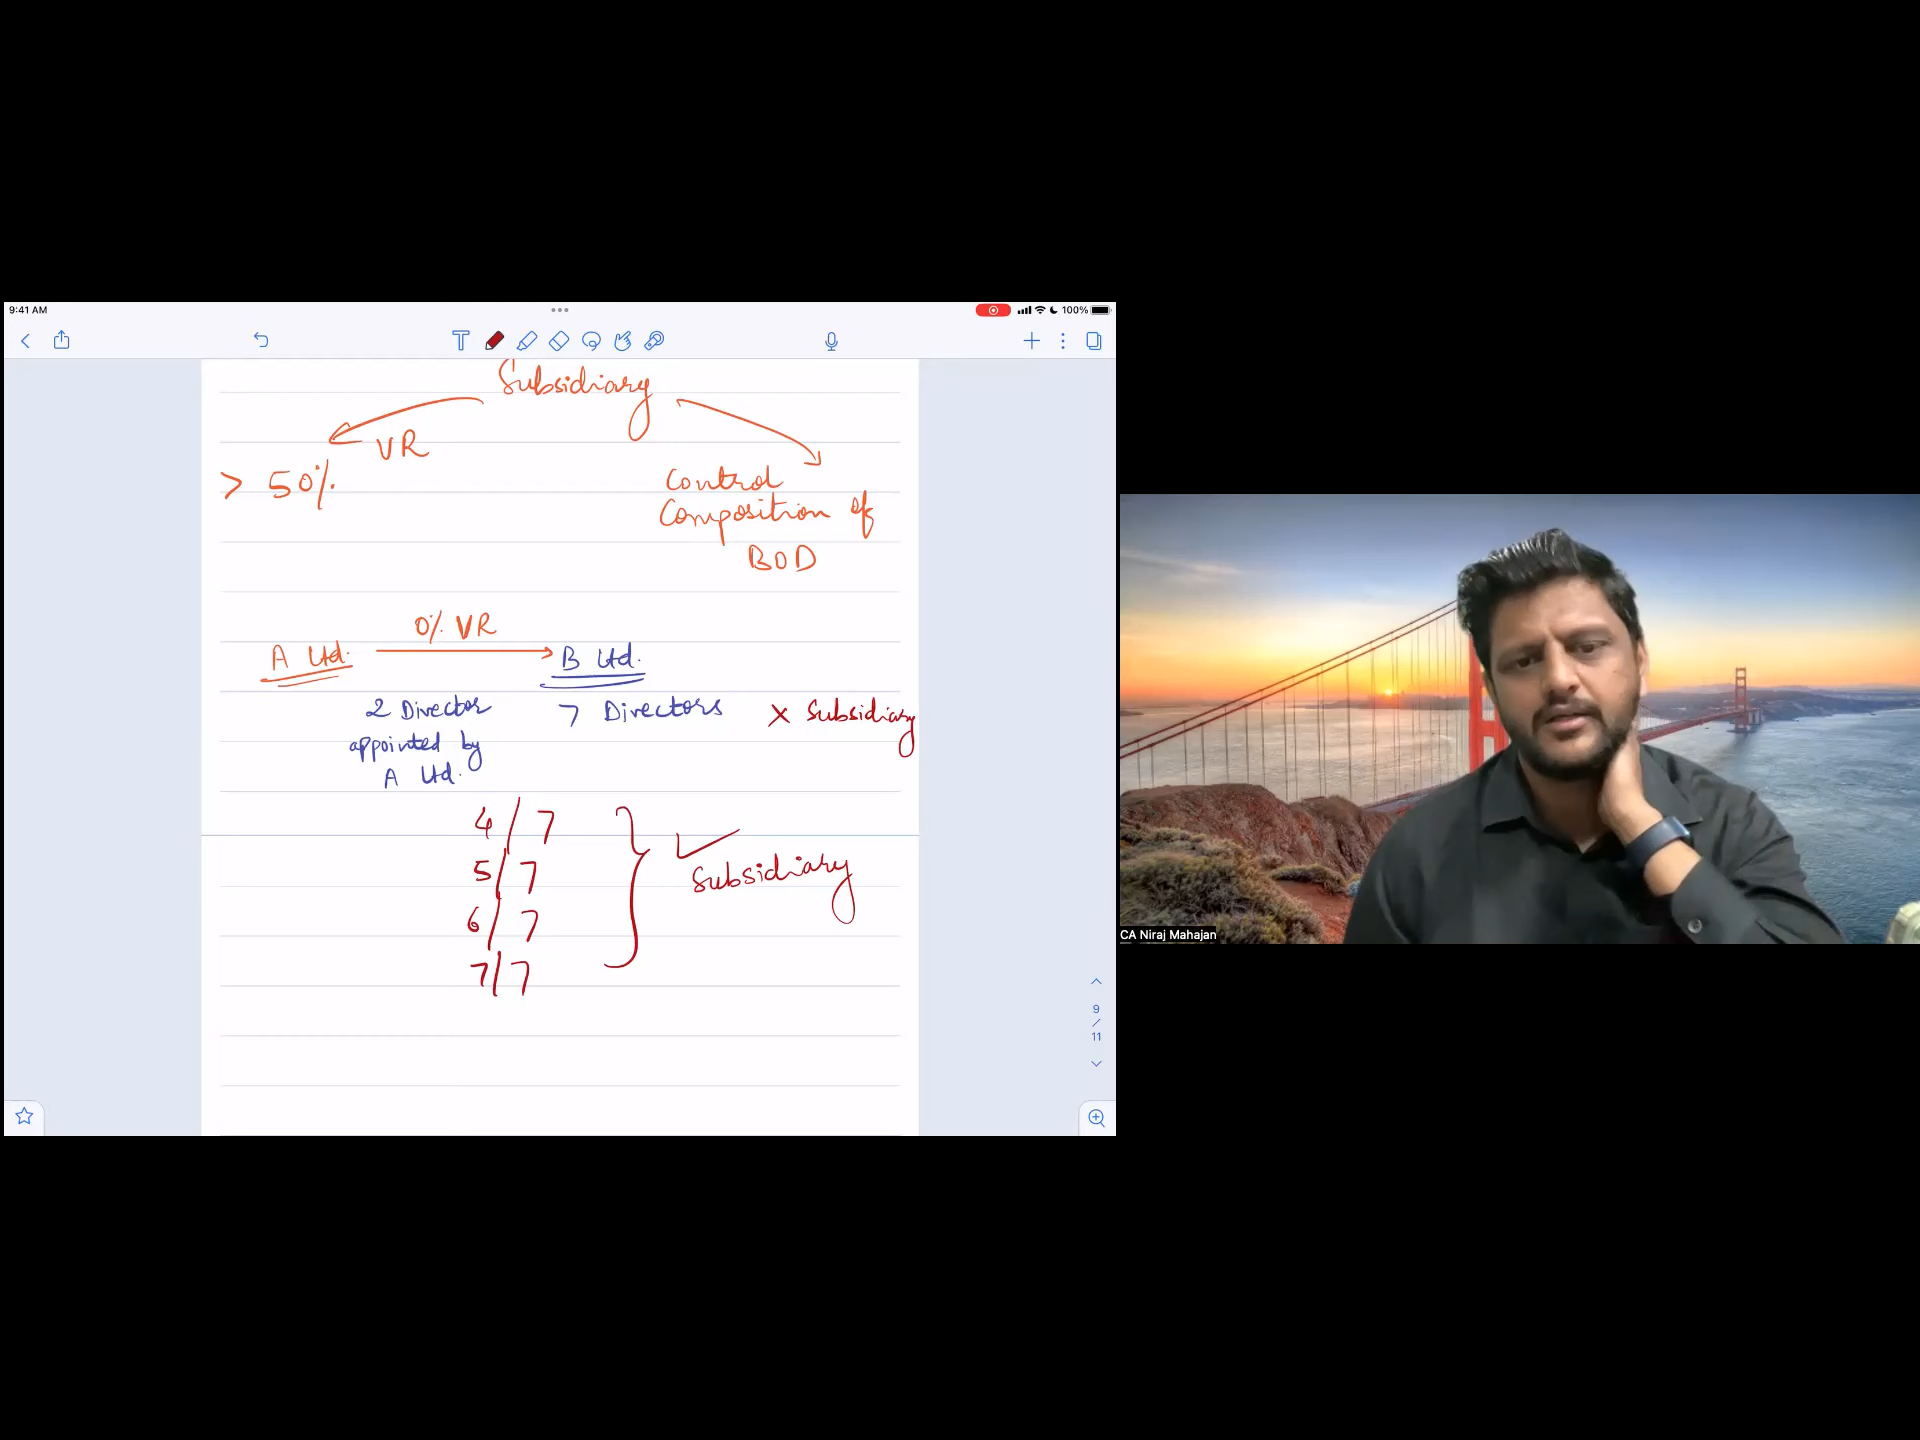 9:41 AM
100%
Subsidiary
VR
> 50%
Control
Composition of
BOD
0% VR
A Ltd. B Ltd.
2 Director 7 Directors × Subsidiary
appointed by
A Ltd.
4/7
5/7
✓ Subsidiary
6/7
7/7
9
/
11
CA Niraj Mahajan